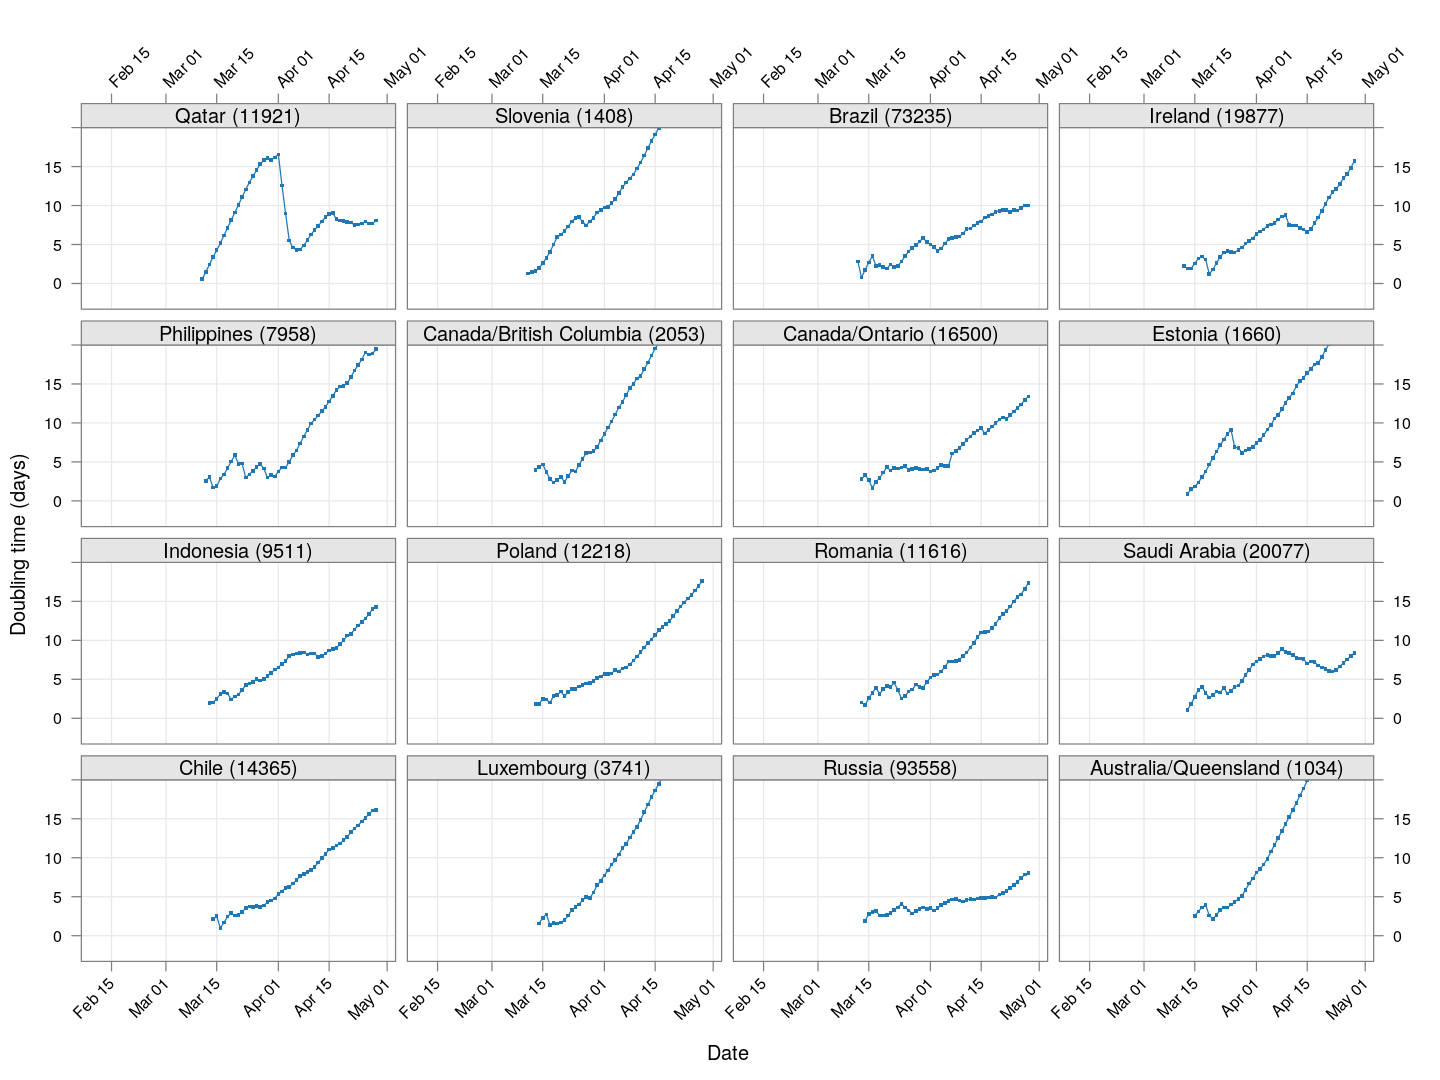 Feb 15 Mar 01 Mar 15 Apr 01 Apr 15 May 01 Feb 15 Mar 01 Mar 15 Apr 01 Apr 15 May 01 Feb 15 Mar 01 Mar 15 Apr 01 Apr 15 May 01 Feb 15 Mar 01 Mar 15 Apr 01 Apr 15 May 01
Qatar (11921) Slovenia (1408) Brazil (73235) Ireland (19877)
15 15
10 10
5 5
0 0
Philippines (7958) Canada/British Columbia (2053) Canada/Ontario (16500) Estonia (1660)
15 15
10 10
5 5
0 0
Doubling time (days)
Indonesia (9511) Poland (12218) Romania (11616) Saudi Arabia (20077)
15 15
10 10
5 5
0 0
Chile (14365) Luxembourg (3741) Russia (93558) Australia/Queensland (1034)
15 15
10 10
5 5
0 0
Feb 15 Mar 01 Mar 15 Apr 01 Apr 15 May 01 Feb 15 Mar 01 Mar 15 Apr 01 Apr 15 May 01 Feb 15 Mar 01 Mar 15 Apr 01 Apr 15 May 01 Feb 15 Mar 01 Mar 15 Apr 01 Apr 15 May 01
Date